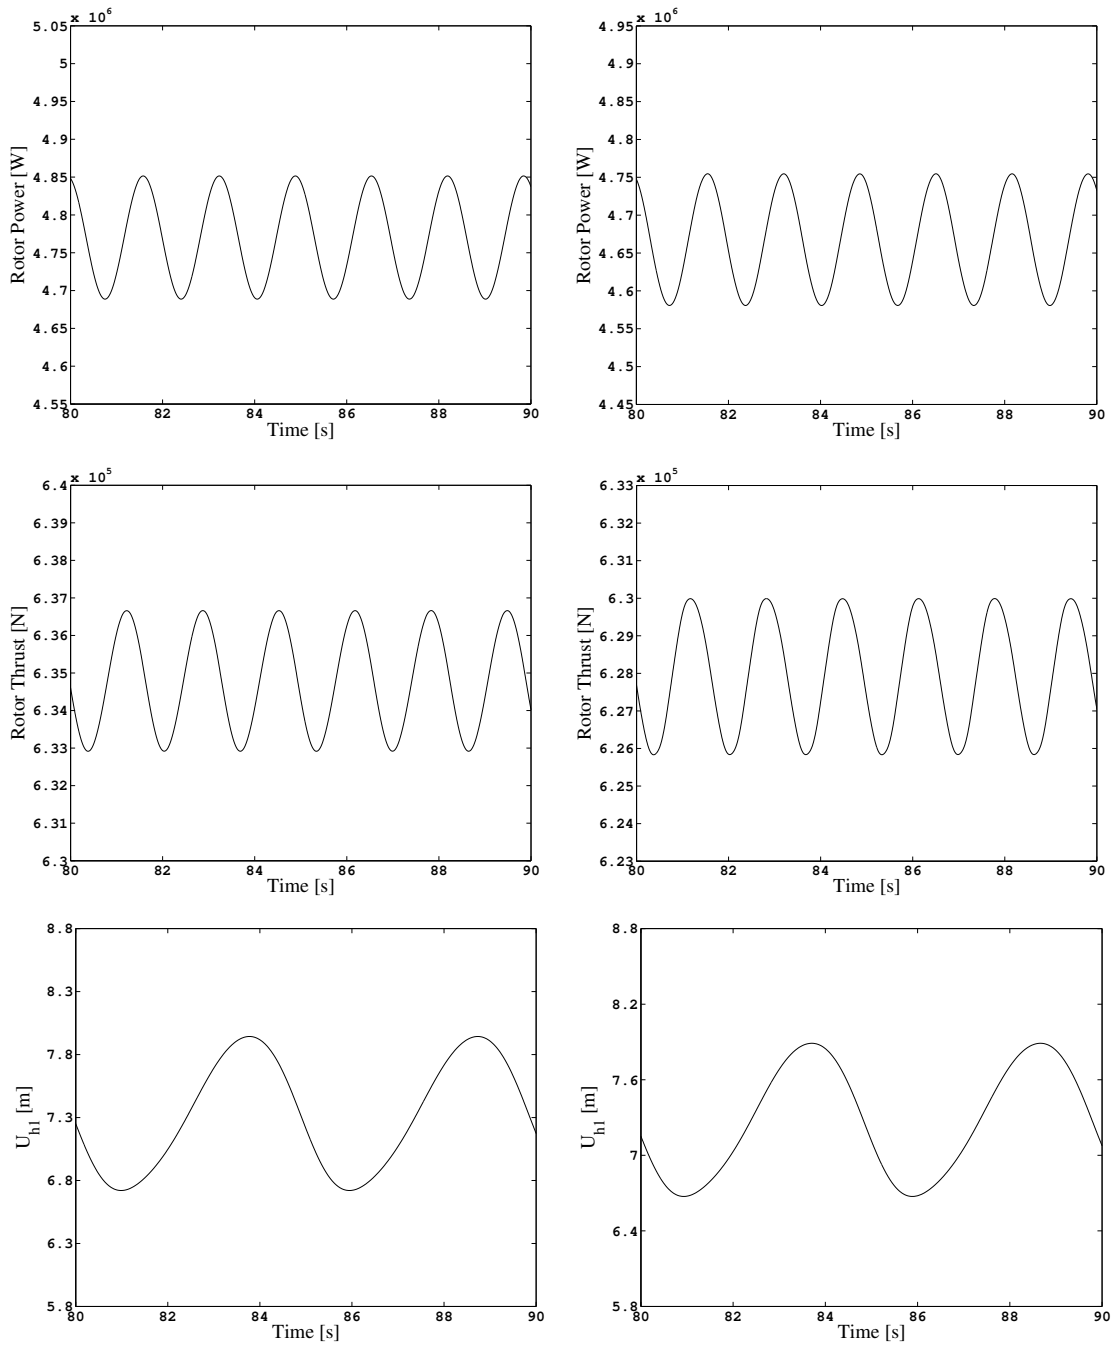 x 10^6
5.05
5
4.95
4.9
4.85
4.8
4.75
4.7
4.65
4.6
4.55
80 82 84 86 88 90
Time [s]
Rotor Power [W]
x 10^6
4.95
4.9
4.85
4.8
4.75
4.7
4.65
4.6
4.55
4.5
4.45
80 82 84 86 88 90
Time [s]
Rotor Power [W]
x 10^5
6.4
6.39
6.38
6.37
6.36
6.35
6.34
6.33
6.32
6.31
6.3
80 82 84 86 88 90
Time [s]
Rotor Thrust [N]
x 10^5
6.33
6.32
6.31
6.3
6.29
6.28
6.27
6.26
6.25
6.24
6.23
80 82 84 86 88 90
Time [s]
Rotor Thrust [N]
8.8
8.3
7.8
7.3
6.8
6.3
5.8
80 82 84 86 88 90
Time [s]
U_h1 [m]
8.8
8.2
7.6
7
6.4
5.8
80 82 84 86 88 90
Time [s]
U_h1 [m]